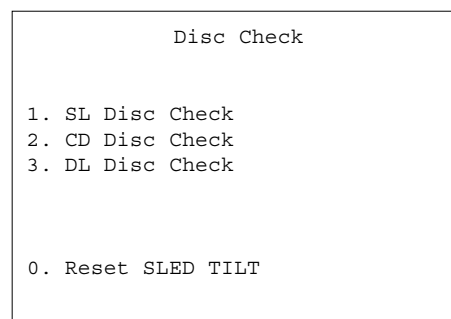 Disc Check
1. SL Disc Check
2. CD Disc Check
3. DL Disc Check
0. Reset SLED TILT